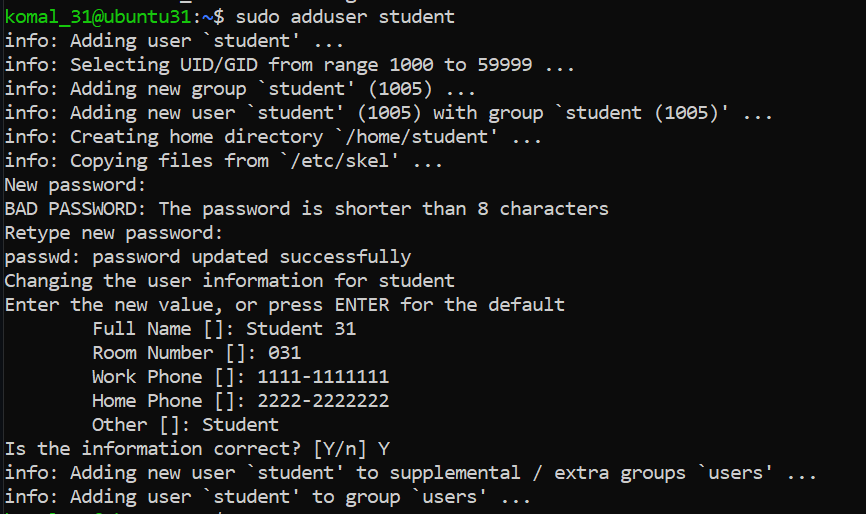 komal_31@ubuntu31:~$ sudo adduser student
info: Adding user `student' ...
info: Selecting UID/GID from range 1000 to 59999 ...
info: Adding new group `student' (1005) ...
info: Adding new user `student' (1005) with group `student (1005)' ...
info: Creating home directory `/home/student' ...
info: Copying files from `/etc/skel' ...
New password:
BAD PASSWORD: The password is shorter than 8 characters
Retype new password:
passwd: password updated successfully
Changing the user information for student
Enter the new value, or press ENTER for the default
        Full Name []: Student 31
        Room Number []: 031
        Work Phone []: 1111-1111111
        Home Phone []: 2222-2222222
        Other []: Student
Is the information correct? [Y/n] Y
info: Adding new user `student' to supplemental / extra groups `users' ...
info: Adding user `student' to group `users' ...